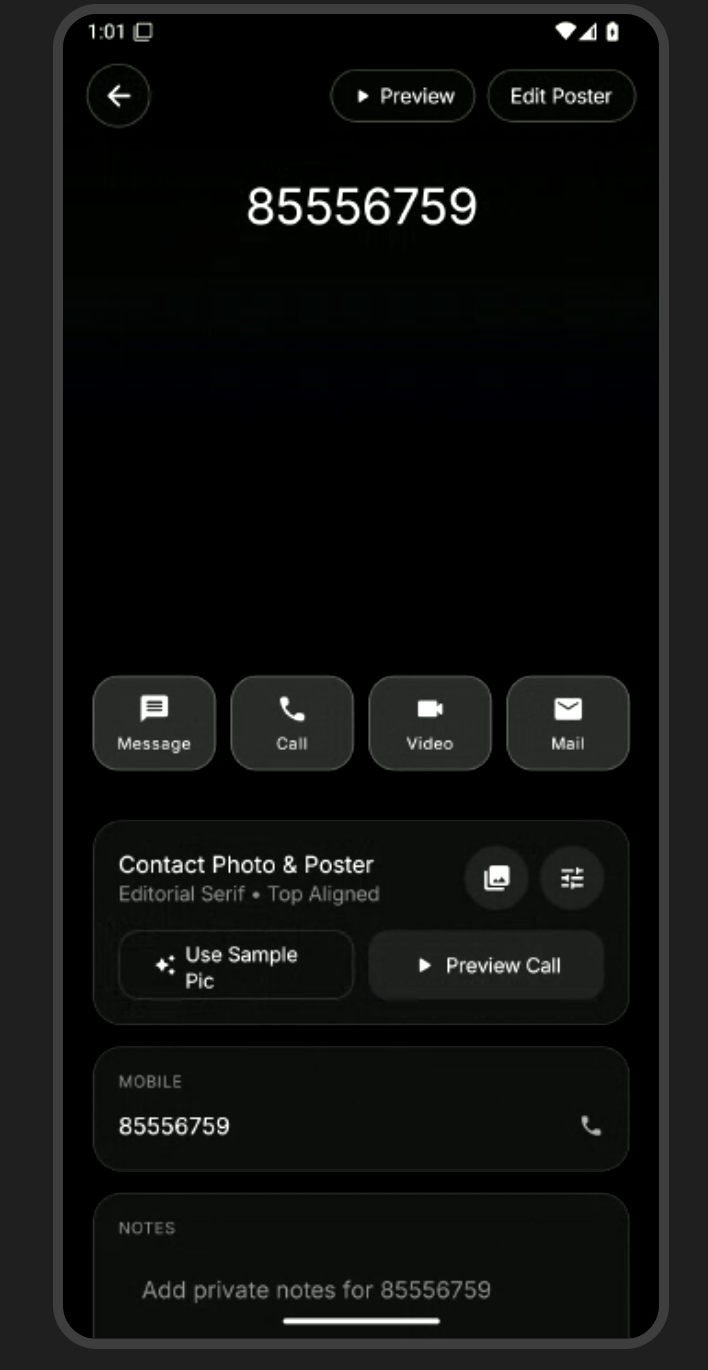 1:01
Preview
Edit Poster
85556759
Message
Call
Video
Mail
Contact Photo & Poster
Editorial Serif • Top Aligned
Use Sample
Pic
Preview Call
MOBILE
85556759
NOTES
Add private notes for 85556759